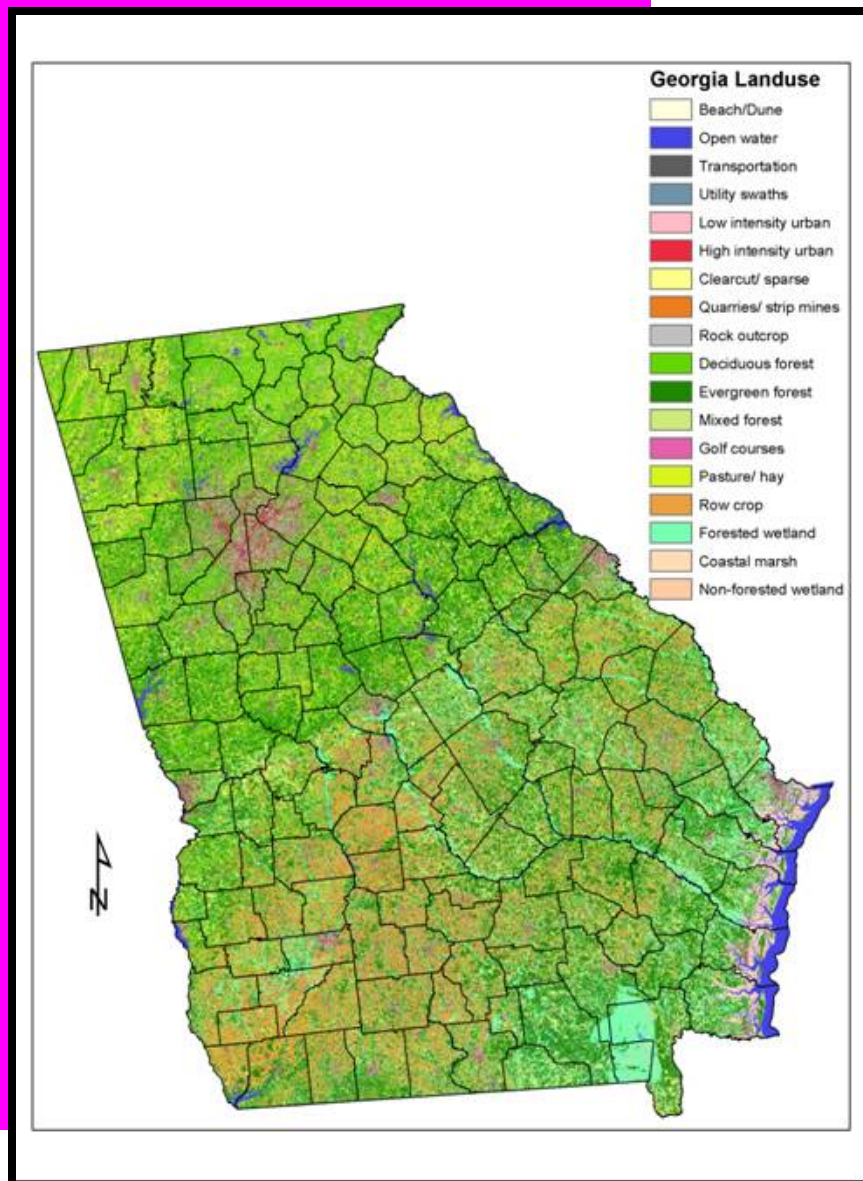 Georgia Landuse
Beach/Dune
Open water
Transportation
Utility swaths
Low intensity urban
High intensity urban
Clearcut/ sparse
Quarries/ strip mines
Rock outcrop
Deciduous forest
Evergreen forest
Mixed forest
Golf courses
Pasture/ hay
Row crop
Forested wetland
Coastal marsh
Non-forested wetland
N